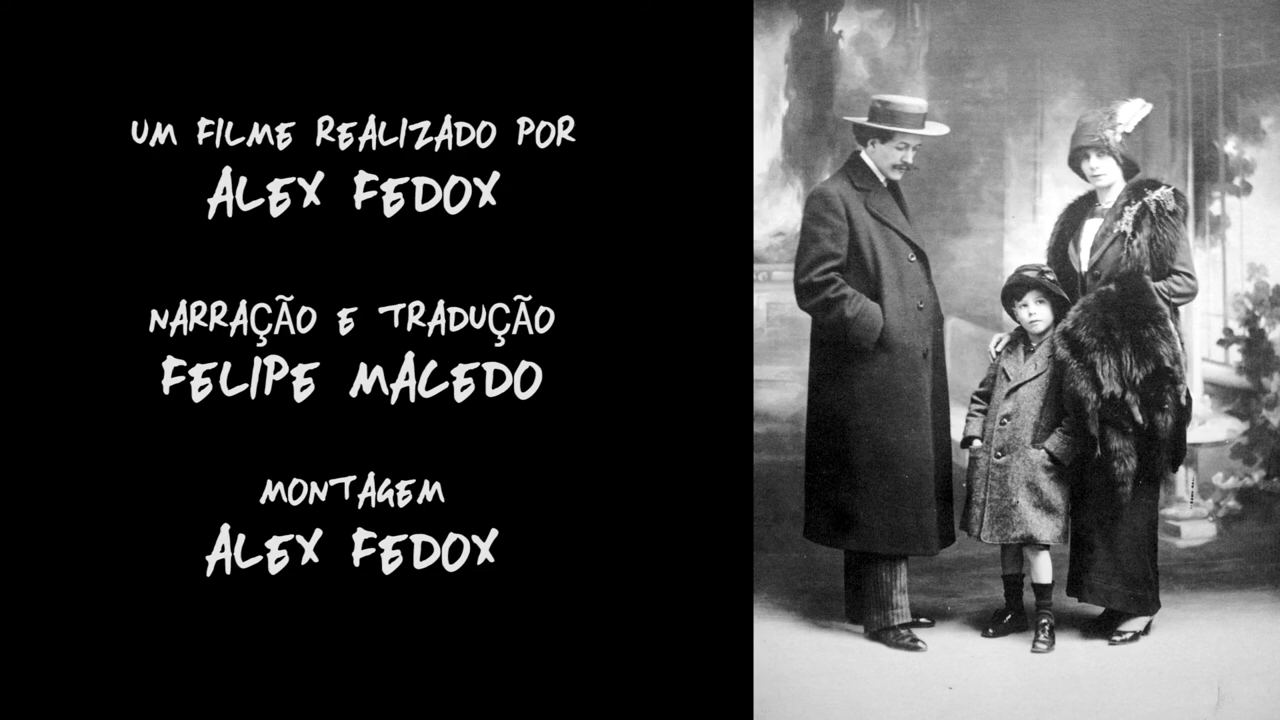 UM FILME REALIZADO POR
ALEX FEDOX
NARRAÇÃO E TRADUÇÃO
FELIPE MACEDO
MONTAGEM
ALEX FEDOX